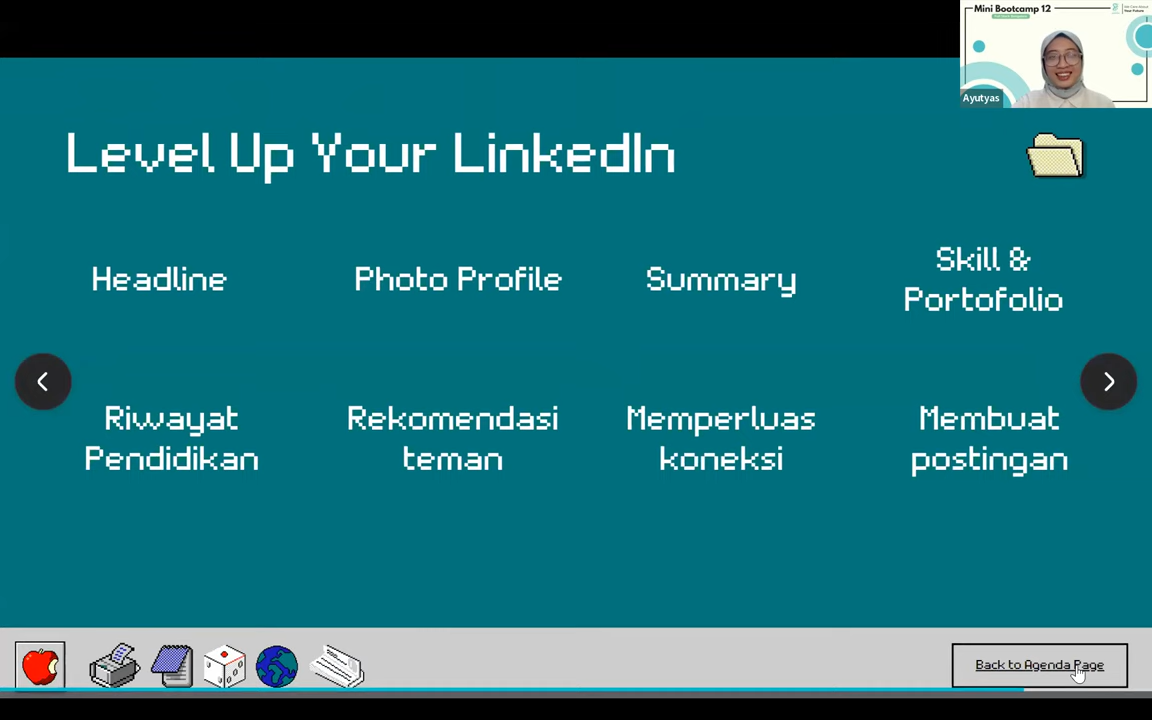 Mini Bootcamp 12
Ayutyas
Level Up Your LinkedIn
Headline
Photo Profile
Summary
Skill &
Portofolio
Riwayat
Pendidikan
Rekomendasi
teman
Memperluas
koneksi
Membuat
postingan
Back to Agenda Page